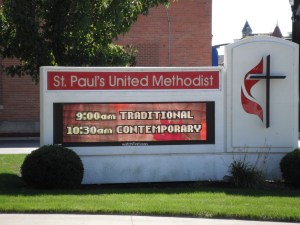 St. Paul's United Methodist
9:00am TRADITIONAL
10:30am CONTEMPORARY